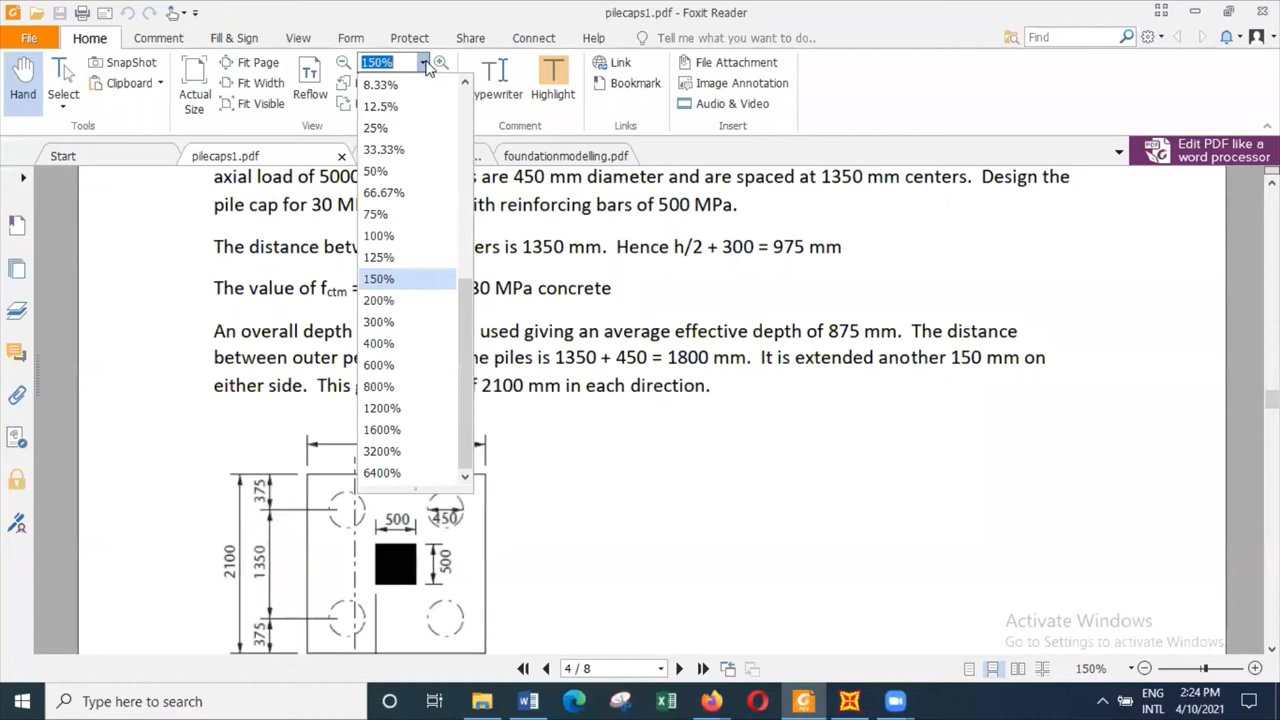 pilecaps1.pdf - Foxit Reader
File Home Comment Fill & Sign View Form Protect Share Connect Help Tell me what you want to do.. Find
Hand
Select
SnapShot
Clipboard
Tools
Actual
Size
Fit Page
Fit Width
Fit Visible
Reflow
View
150%
8.33%
12.5%
25%
33.33%
50%
66.67%
75%
100%
125%
150%
200%
300%
400%
600%
800%
1200%
1600%
3200%
6400%
ypewriter
Highlight
Comment
Link
Bookmark
Links
File Attachment
Image Annotation
Audio & Video
Insert
Start pilecaps1.pdf .. foundationmodelling.pdf
Edit PDF like a
word processor
axial load of 5000 s are 450 mm diameter and are spaced at 1350 mm centers. Design the
pile cap for 30 M ith reinforcing bars of 500 MPa.
The distance betw ers is 1350 mm. Hence h/2 + 300 = 975 mm
The value of fctm = 30 MPa concrete
An overall depth used giving an average effective depth of 875 mm. The distance
between outer pe ne piles is 1350 + 450 = 1800 mm. It is extended another 150 mm on
either side. This g of 2100 mm in each direction.
375
500
450
2100
1350
500
375
Activate Windows
Go to Settings to activate Windows.
4 / 8
150%
Type here to search
ENG
INTL
2:24 PM
4/10/2021